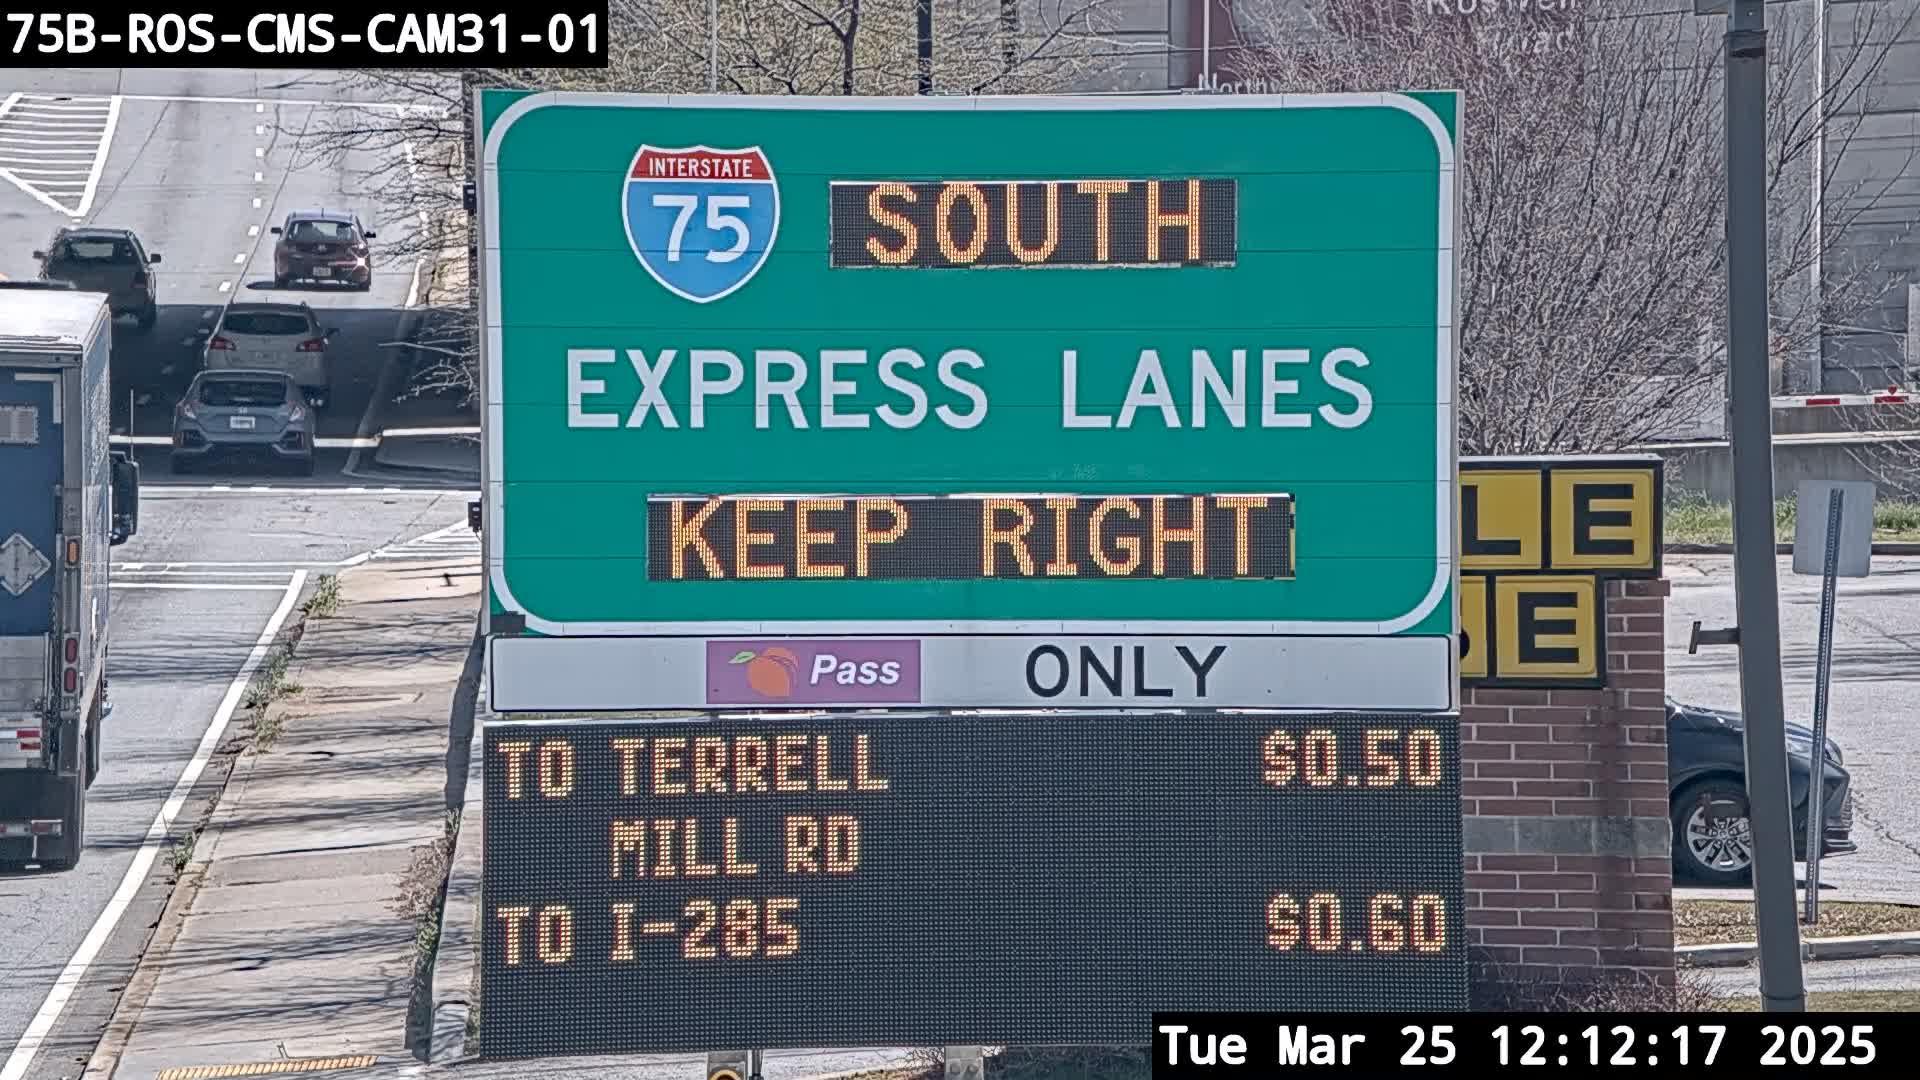 75B-ROS-CMS-CAM31-01
INTERSTATE
75
SOUTH
EXPRESS LANES
KEEP RIGHT
Pass ONLY
TO TERRELL $0.50
MILL RD
TO I-285 $0.60
LE
E
Tue Mar 25 12:12:17 2025